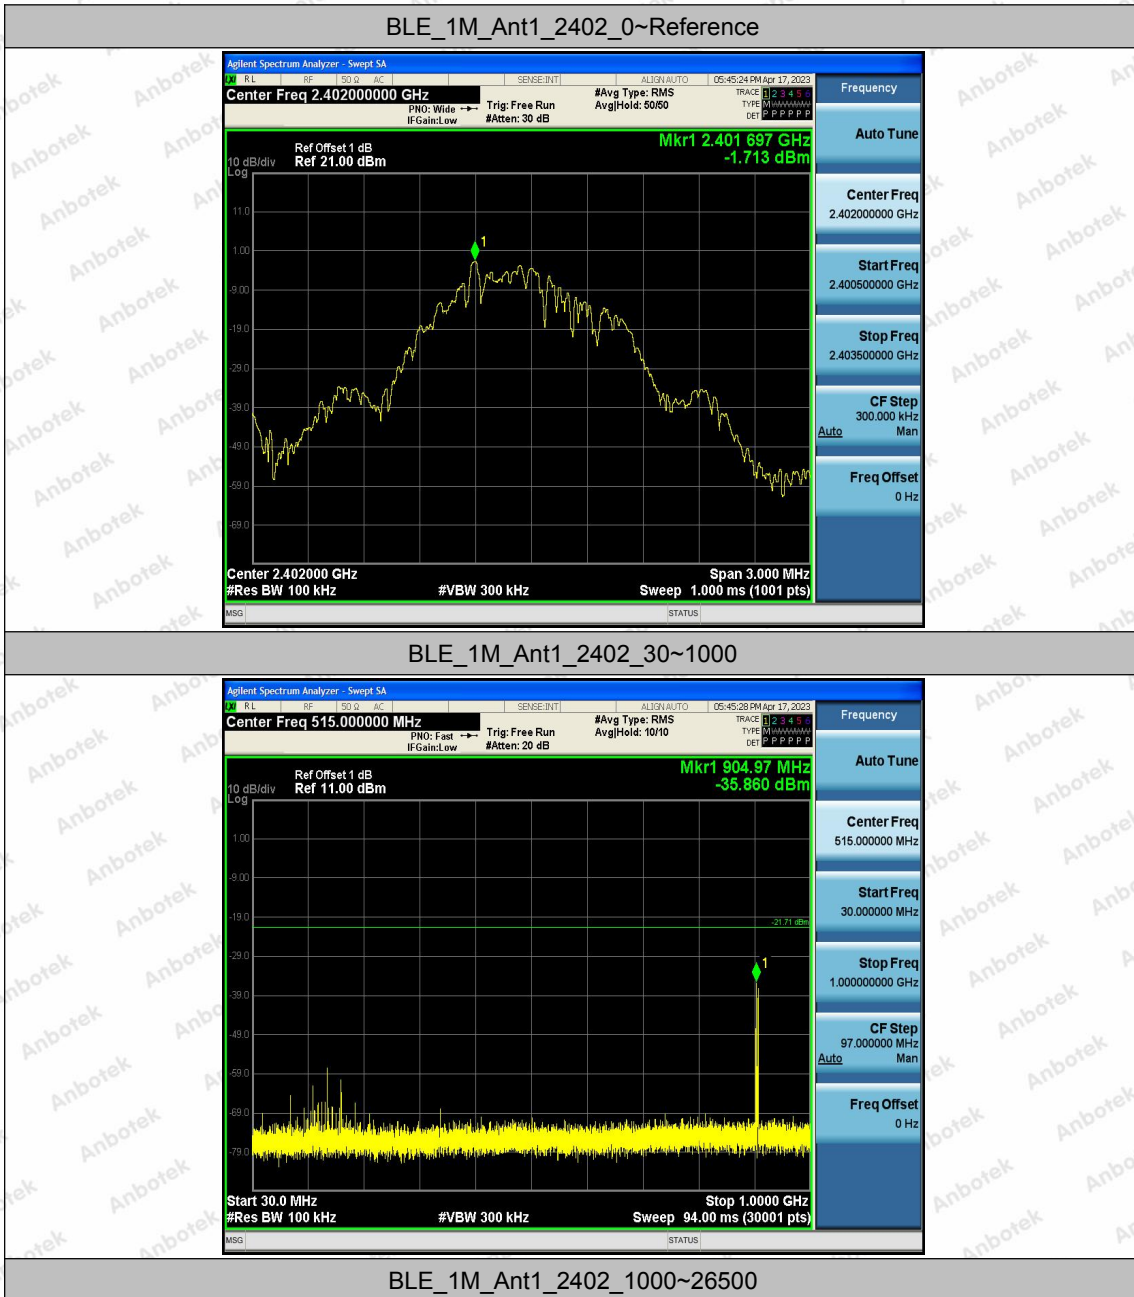 BLE_1M_Ant1_2402_0~Reference
Agilent Spectrum Analyzer - Swept SA
LXI RL RF 50 Ω AC SENSE:INT ALIGN AUTO 05:45:24 PM Apr 17, 2023
Center Freq 2.402000000 GHz #Avg Type: RMS TRACE 1 2 3 4 5 6
PNO: Wide Trig: Free Run Avg|Hold: 50/50 TYPE M WWWWW
IFGain:Low #Atten: 30 dB DET P P P P P P
Frequency
Auto Tune
Mkr1 2.401 697 GHz
-1.713 dBm
Ref Offset 1 dB
10 dB/div Ref 21.00 dBm
Log
11.0
1.00
-9.00
-19.0
-29.0
-39.0
-49.0
-59.0
-69.0
1
Center Freq
2.402000000 GHz
Start Freq
2.400500000 GHz
Stop Freq
2.403500000 GHz
CF Step
300.000 kHz
Auto Man
Freq Offset
0 Hz
Center 2.402000 GHz Span 3.000 MHz
#Res BW 100 kHz #VBW 300 kHz Sweep 1.000 ms (1001 pts)
MSG STATUS
BLE_1M_Ant1_2402_30~1000
Agilent Spectrum Analyzer - Swept SA
LXI RL RF 50 Ω AC SENSE:INT ALIGN AUTO 05:45:28 PM Apr 17, 2023
Center Freq 515.000000 MHz #Avg Type: RMS TRACE 1 2 3 4 5 6
PNO: Fast Trig: Free Run Avg|Hold: 10/10 TYPE M WWWWW
IFGain:Low #Atten: 20 dB DET P P P P P P
Frequency
Auto Tune
Mkr1 904.97 MHz
-35.860 dBm
Ref Offset 1 dB
10 dB/div Ref 11.00 dBm
Log
1.00
-9.00
-19.0
-29.0
-39.0
-49.0
-59.0
-69.0
-79.0
-21.71 dBm
1
Center Freq
515.000000 MHz
Start Freq
30.000000 MHz
Stop Freq
1.000000000 GHz
CF Step
97.000000 MHz
Auto Man
Freq Offset
0 Hz
Start 30.0 MHz Stop 1.0000 GHz
#Res BW 100 kHz #VBW 300 kHz Sweep 94.00 ms (30001 pts)
MSG STATUS
BLE_1M_Ant1_2402_1000~26500
Anbotek